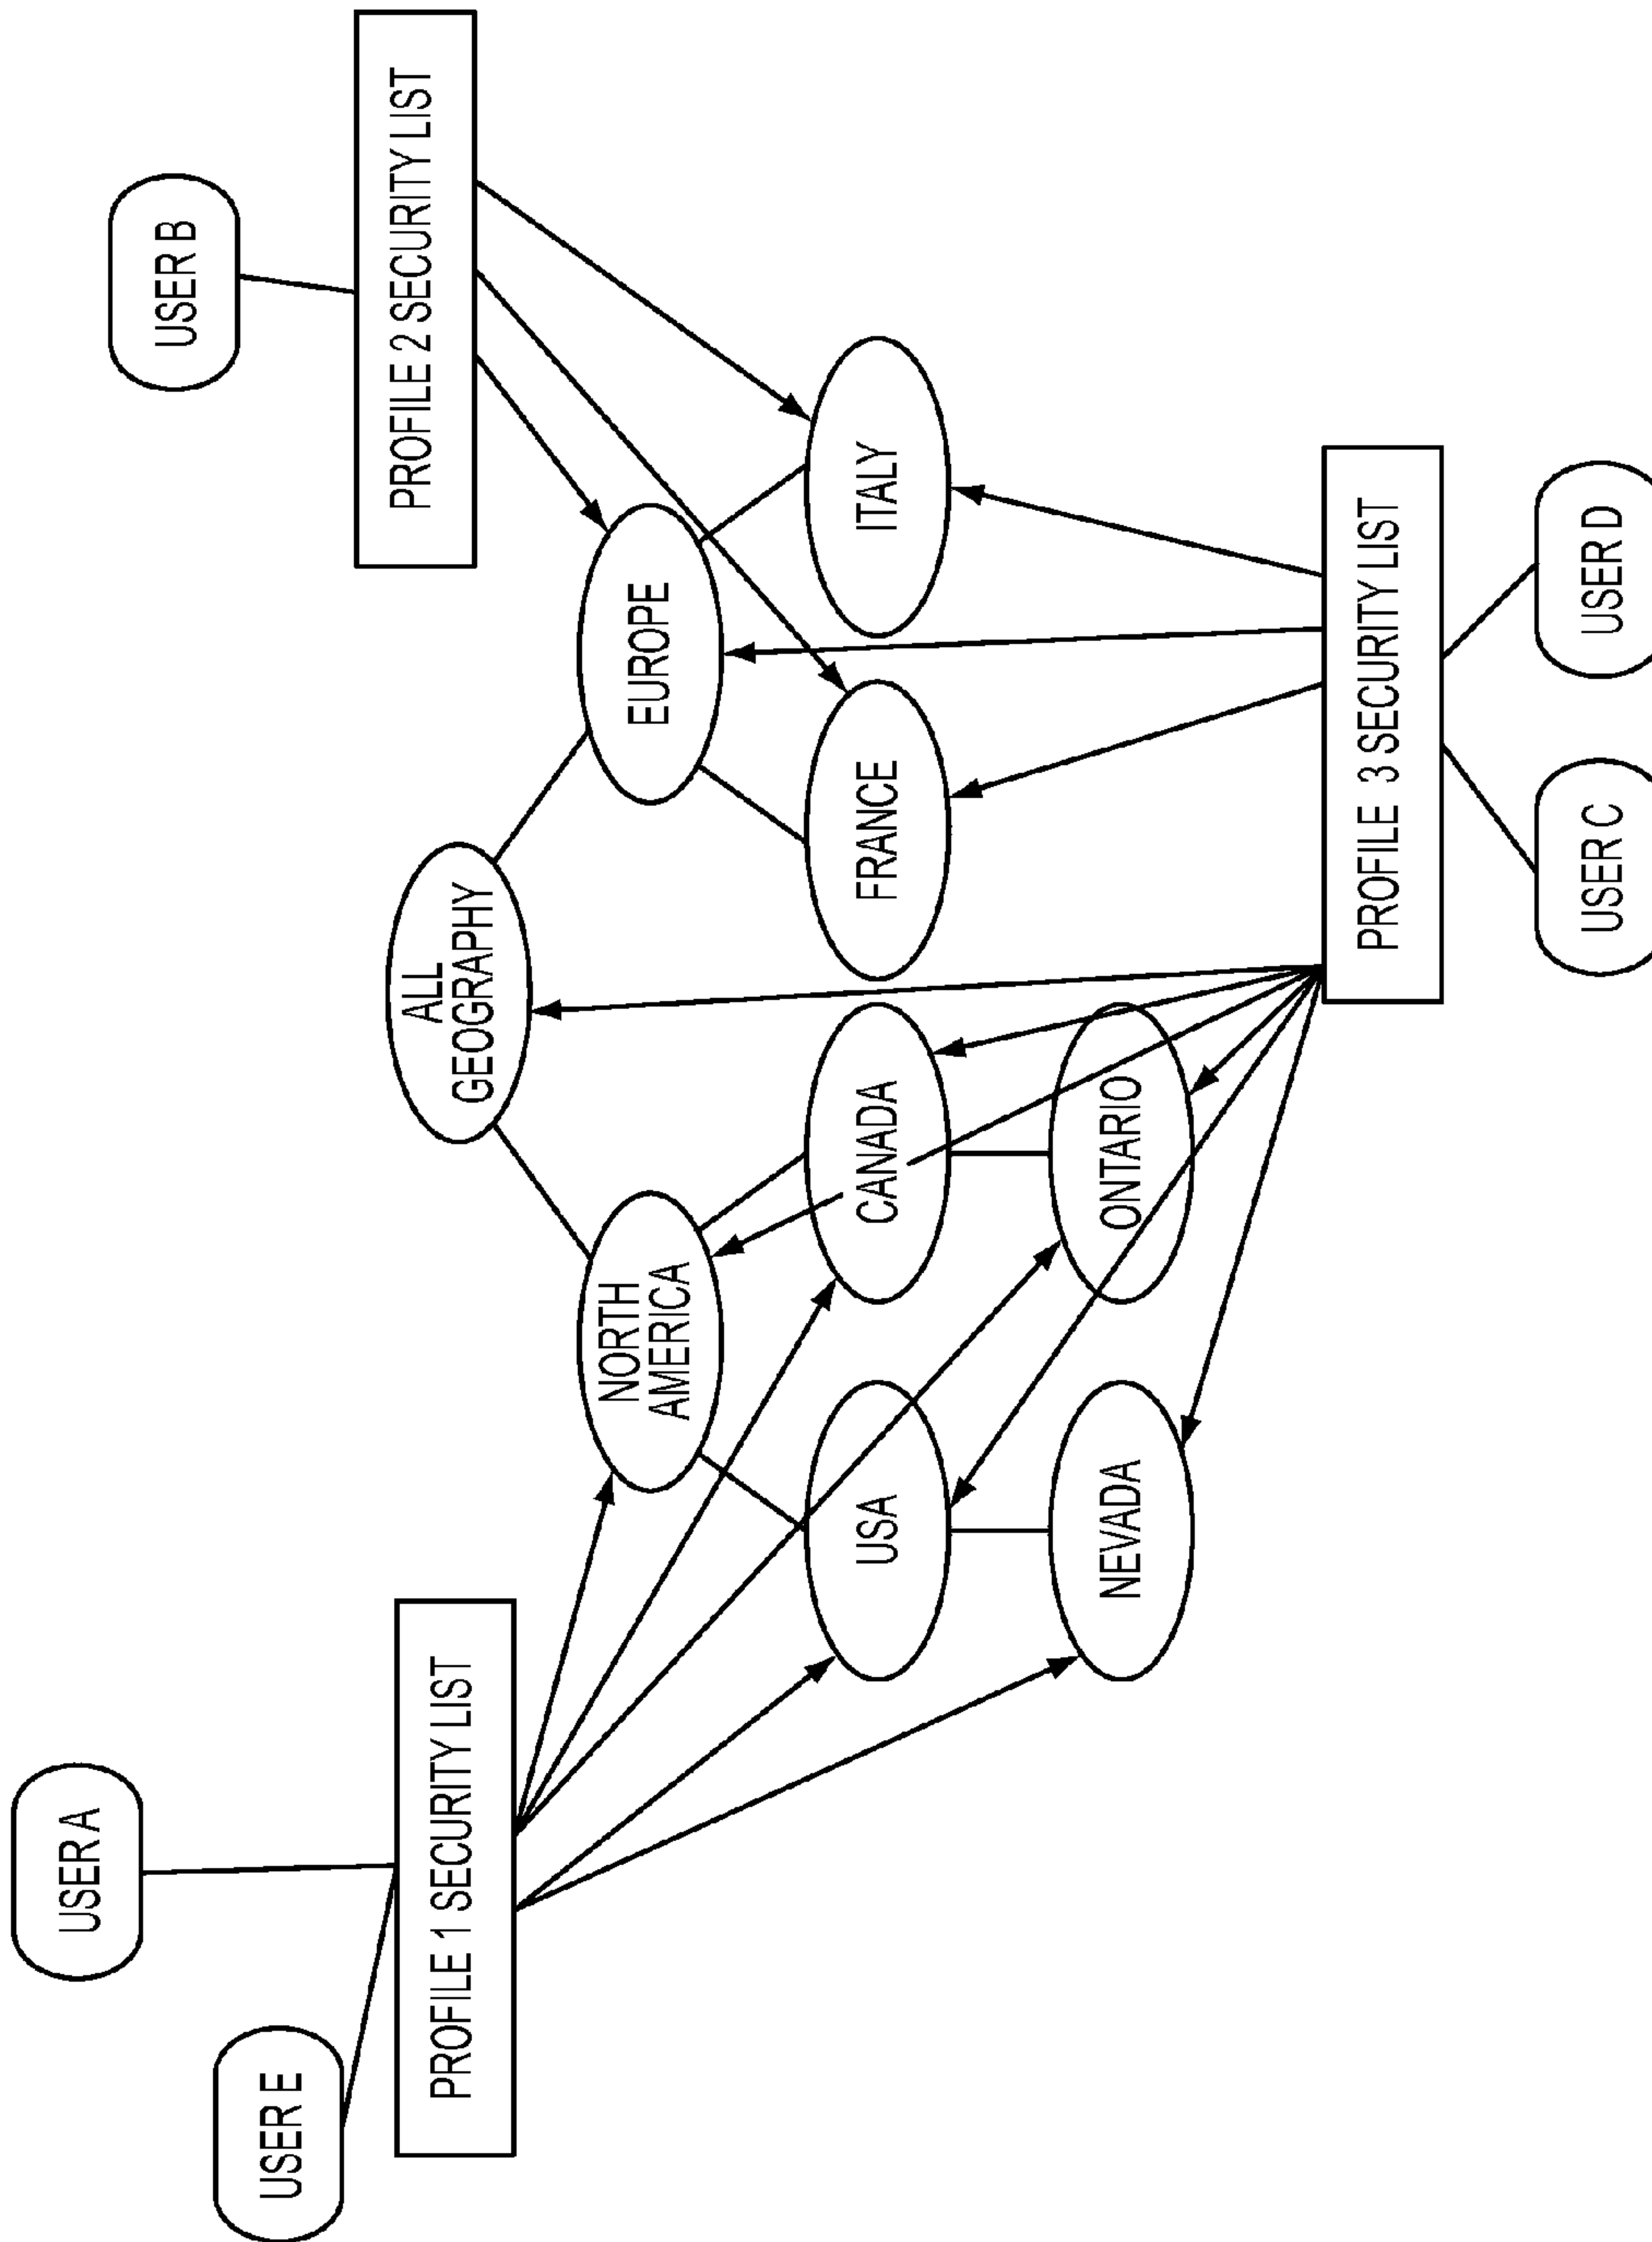 USER E
USER A
PROFILE 1 SECURITY LIST
USER B
PROFILE 2 SECURITY LIST
ALL
GEOGRAPHY
NORTH
AMERICA
EUROPE
USA
CANADA
FRANCE
ITALY
NEVADA
ONTARIO
PROFILE 3 SECURITY LIST
USER C
USER D